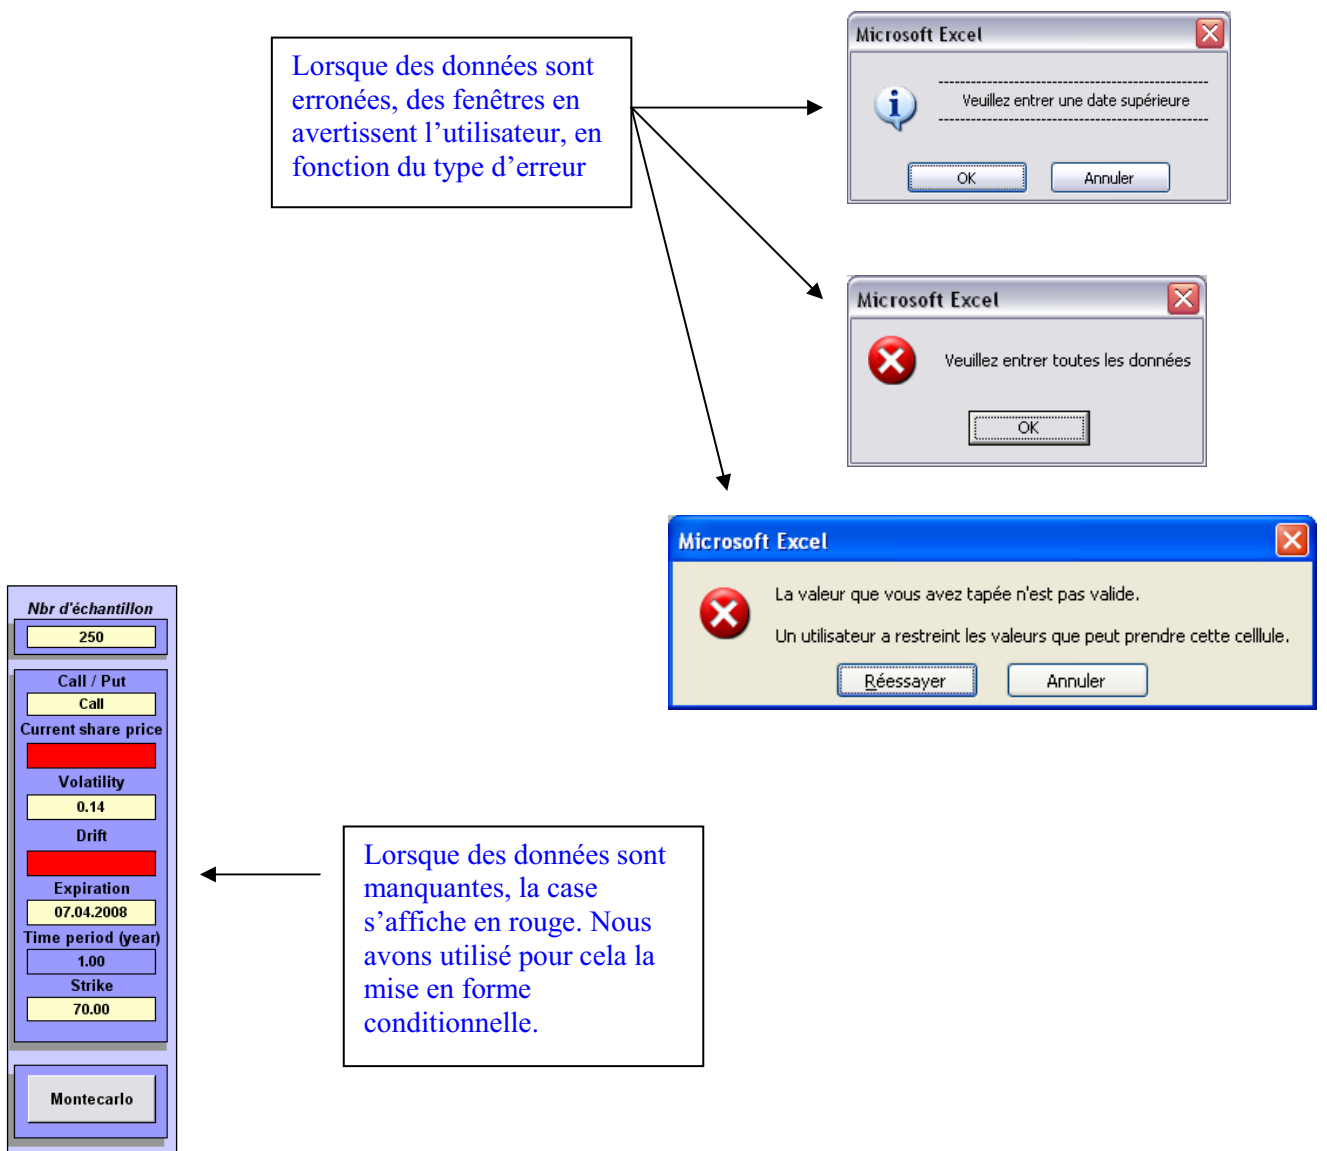 Lorsque des données sont
erronées, des fenêtres en
avertissent l’utilisateur, en
fonction du type d’erreur
Microsoft Excel
Veuillez entrer une date supérieure
OK
Annuler
Microsoft Excel
Veuillez entrer toutes les données
OK
Microsoft Excel
La valeur que vous avez tapée n'est pas valide.
Un utilisateur a restreint les valeurs que peut prendre cette celllule.
Réessayer
Annuler
Nbr d'échantillon
250
Call / Put
Call
Current share price
Volatility
0.14
Drift
Expiration
07.04.2008
Time period (year)
1.00
Strike
70.00
Montecarlo
Lorsque des données sont
manquantes, la case
s’affiche en rouge. Nous
avons utilisé pour cela la
mise en forme
conditionnelle.